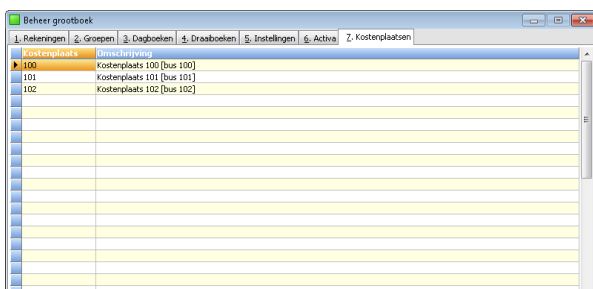 Beheer grootboek
1. Rekeningen 2. Groepen 3. Dagboeken 4. Draaiboeken 5. Instellingen 6. Activa 7. Kostenplaatsen
Kostenplaats Omschrijving
100 Kostenplaats 100 [bus 100]
101 Kostenplaats 101 [bus 101]
102 Kostenplaats 102 [bus 102]